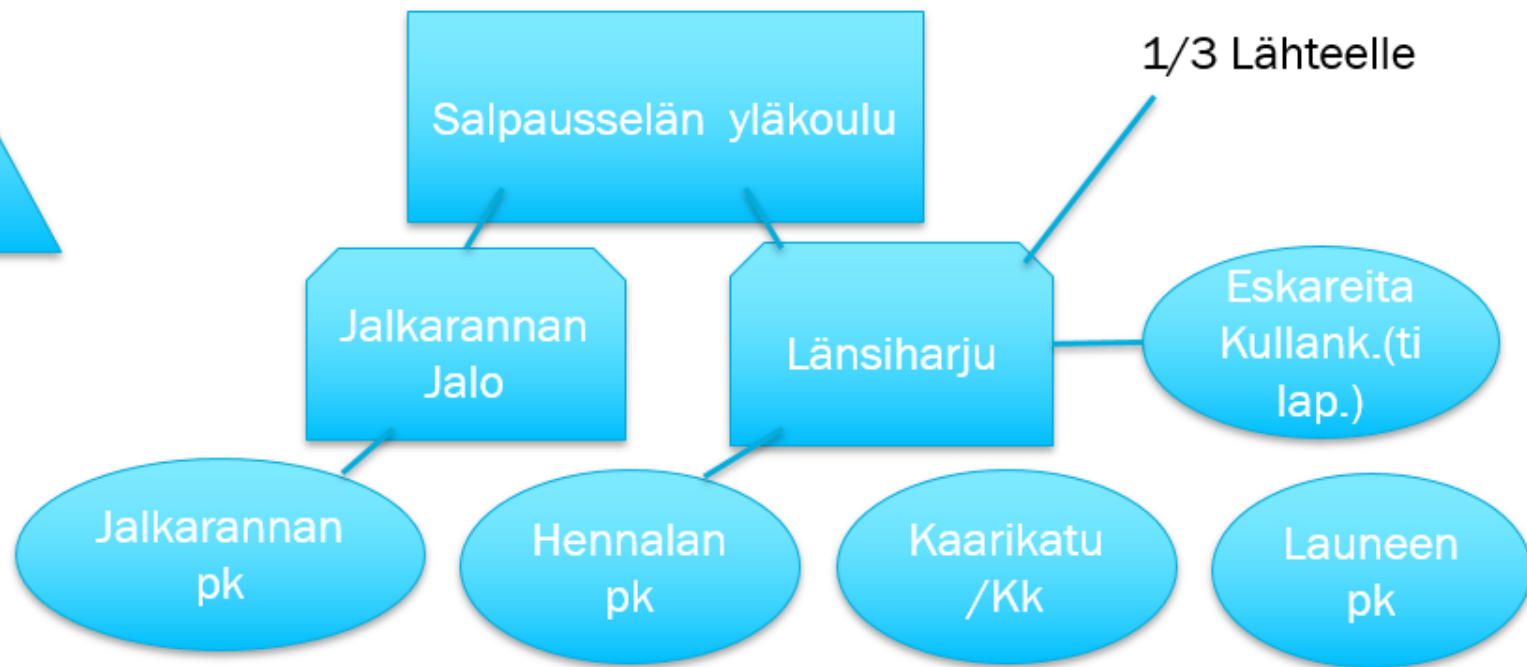 1/3 Lähteelle
Salpausselän yläkoulu
Jalkarannan
Jalo
Länsiharju
Eskareita
Kullank.(ti
lap.)
Jalkarannan
pk
Hennalan
pk
Kaarikatu
/Kk
Launeen
pk